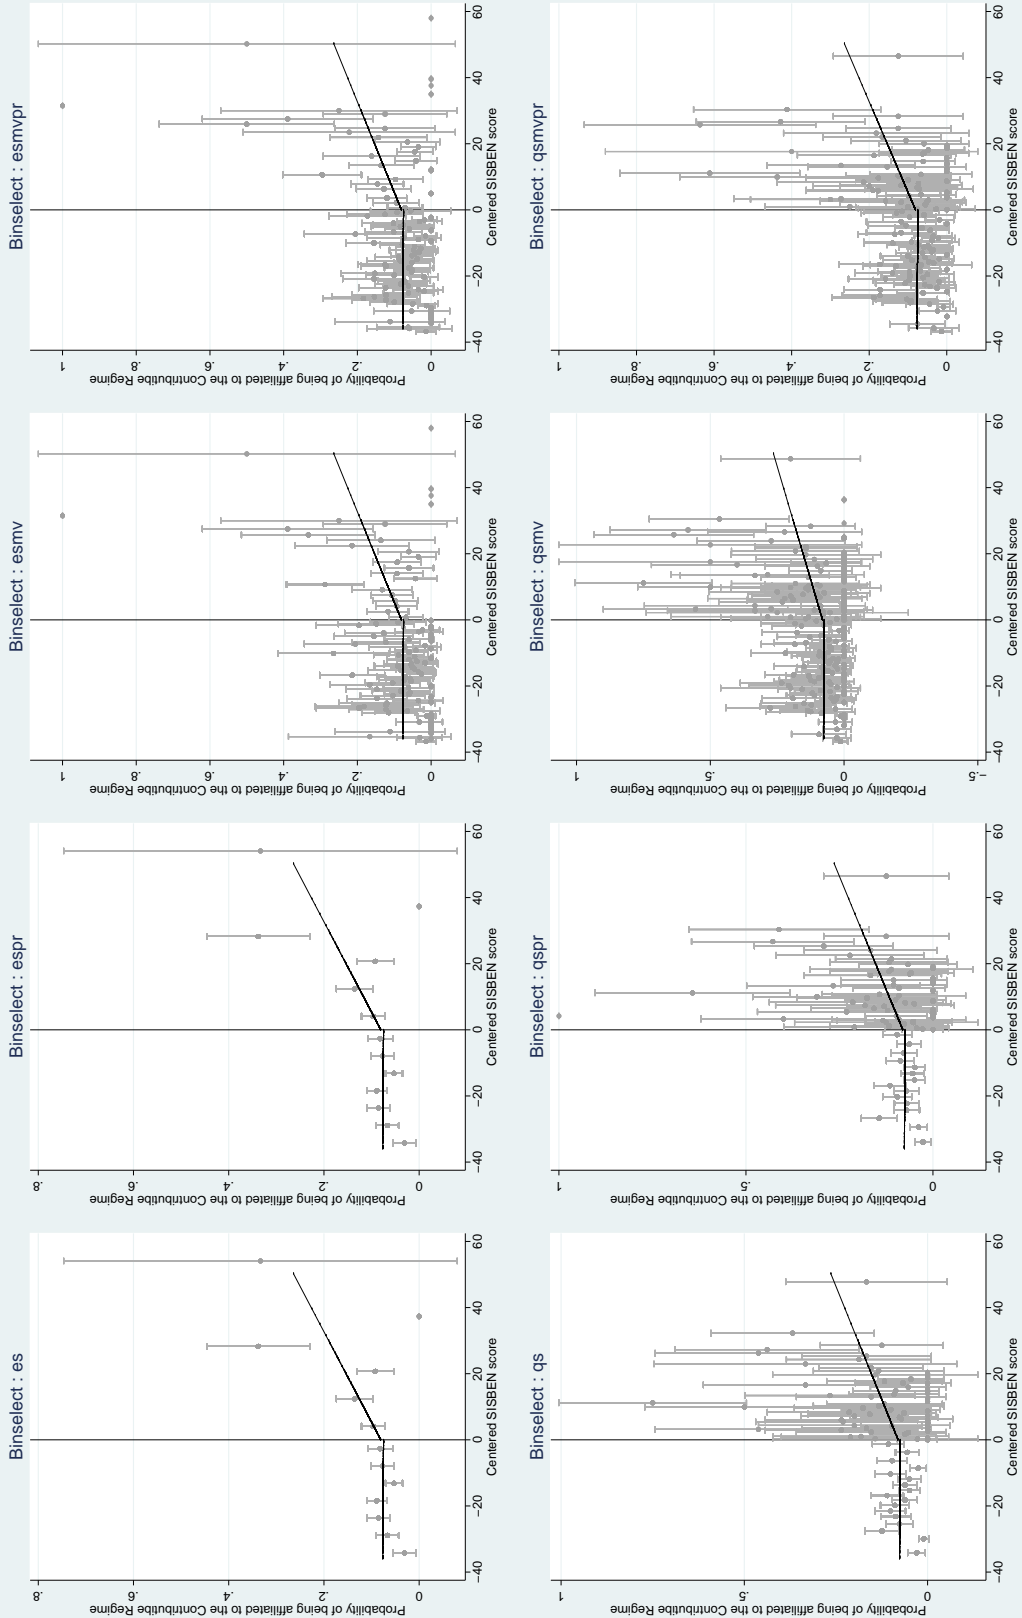 Binselect : es
Probability of being affiliated to the Contributibe Regime
.8
.6
.4
.2
0
−40 −20 0 20 40 60
Centered SISBEN score
Binselect : espr
Probability of being affiliated to the Contributibe Regime
.8
.6
.4
.2
0
−40 −20 0 20 40 60
Centered SISBEN score
Binselect : esmv
Probability of being affiliated to the Contributibe Regime
1
.8
.6
.4
.2
0
−40 −20 0 20 40 60
Centered SISBEN score
Binselect : esmvpr
Probability of being affiliated to the Contributibe Regime
1
.8
.6
.4
.2
0
−40 −20 0 20 40 60
Centered SISBEN score
Binselect : qs
Probability of being affiliated to the Contributibe Regime
1
.5
0
−40 −20 0 20 40 60
Centered SISBEN score
Binselect : qspr
Probability of being affiliated to the Contributibe Regime
1
.5
0
−40 −20 0 20 40 60
Centered SISBEN score
Binselect : qsmv
Probability of being affiliated to the Contributibe Regime
1
.5
0
−.5
−40 −20 0 20 40 60
Centered SISBEN score
Binselect : qsmvpr
Probability of being affiliated to the Contributibe Regime
1
.8
.6
.4
.2
0
−40 −20 0 20 40 60
Centered SISBEN score